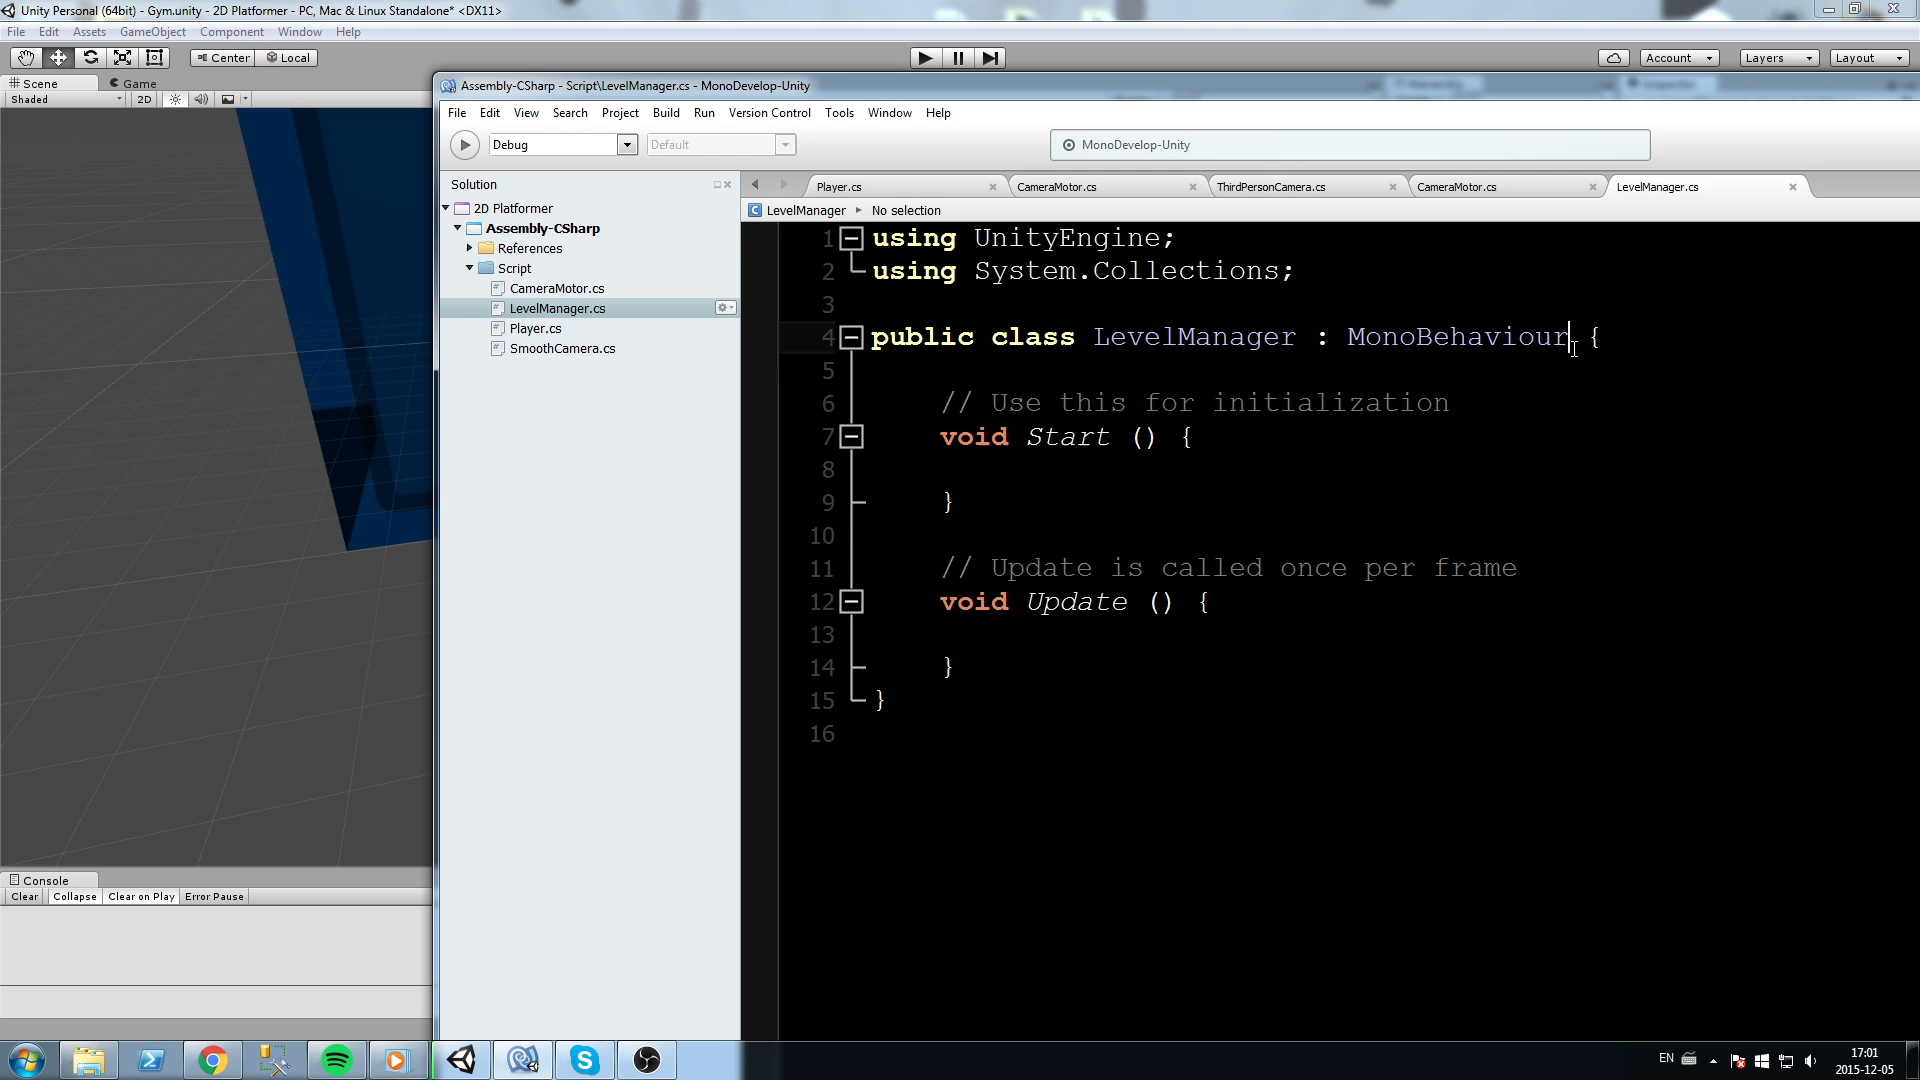 Unity Personal (64bit) - Gym.unity - 2D Platformer - PC, Mac & Linux Standalone* <DX11>
File Edit Assets GameObject Component Window Help
Center Local Account Layers Layout
Scene Game
Shaded 2D
Assembly-CSharp - Script\LevelManager.cs - MonoDevelop-Unity
File Edit View Search Project Build Run Version Control Tools Window Help
Debug Default MonoDevelop-Unity
Solution
2D Platformer
Assembly-CSharp
References
Script
CameraMotor.cs
LevelManager.cs
Player.cs
SmoothCamera.cs
Player.cs CameraMotor.cs ThirdPersonCamera.cs CameraMotor.cs LevelManager.cs
LevelManager No selection
1 using UnityEngine;
2 using System.Collections;
3
4 public class LevelManager : MonoBehaviour {
5
6 // Use this for initialization
7 void Start () {
8
9 }
10
11 // Update is called once per frame
12 void Update () {
13
14 }
15 }
16
Console
Clear Collapse Clear on Play Error Pause
EN 17:01
2015-12-05